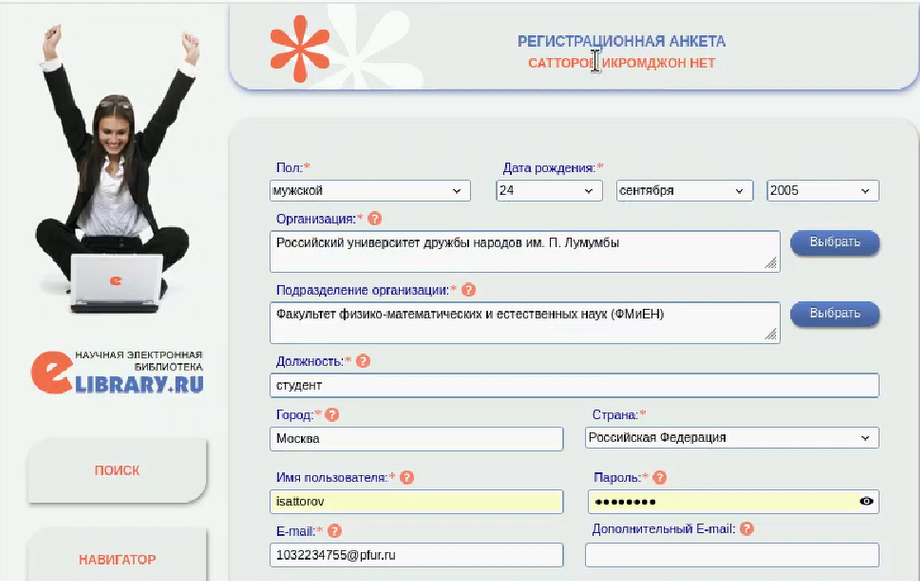 РЕГИСТРАЦИОННАЯ АНКЕТА
САТТОРОВ ИКРОМДЖОН НЕТ
Пол:* Дата рождения:*
мужской 24 сентября 2005
Организация:* ?
Российский университет дружбы народов им. П. Лумумбы Выбрать
Подразделение организации:* ?
Факультет физико-математических и естественных наук (ФМиЕН) Выбрать
Должность:* ?
студент
НАУЧНАЯ ЭЛЕКТРОННАЯ
БИБЛИОТЕКА
eLIBRARY.RU
Город:* ? Страна:*
Москва Российская Федерация
ПОИСК
Имя пользователя:* ? Пароль:* ?
isattorov ••••••••
E-mail:* ? Дополнительный E-mail: ?
1032234755@pfur.ru
НАВИГАТОР